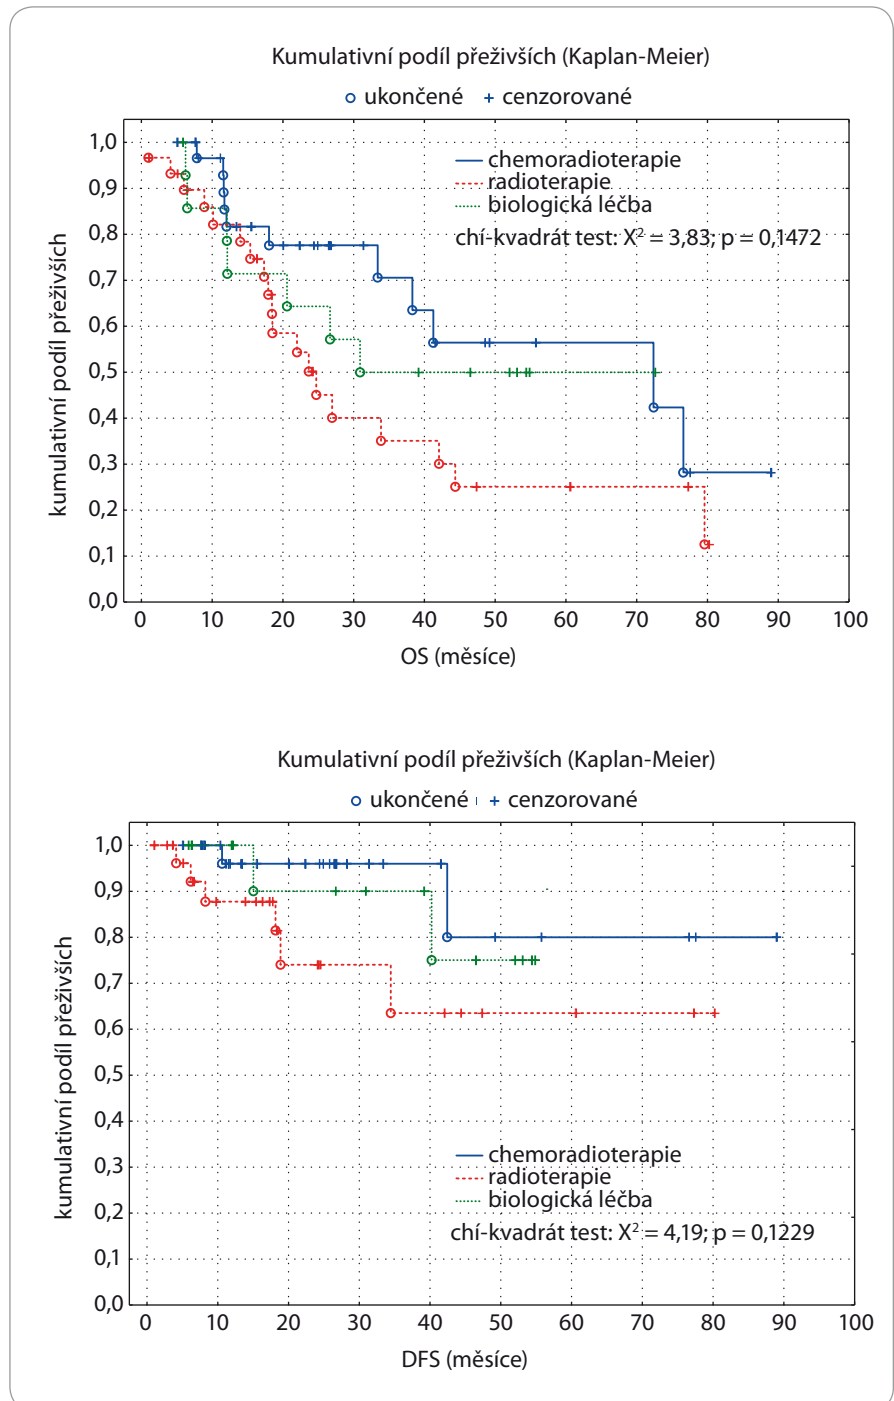 Kumulativní podíl přeživších (Kaplan-Meier)
ukončené + cenzorované
1,0
0,9
0,8
0,7
0,6
0,5
0,4
0,3
0,2
0,1
0,0
kumulativní podíl přeživších
chemoradioterapie
radioterapie
biologická léčba
chí-kvadrát test: X² = 3,83; p = 0,1472
0 10 20 30 40 50 60 70 80 90 100
OS (měsíce)
Kumulativní podíl přeživších (Kaplan-Meier)
ukončené + cenzorované
1,0
0,9
0,8
0,7
0,6
0,5
0,4
0,3
0,2
0,1
0,0
kumulativní podíl přeživších
chemoradioterapie
radioterapie
biologická léčba
chí-kvadrát test: X² = 4,19; p = 0,1229
0 10 20 30 40 50 60 70 80 90 100
DFS (měsíce)